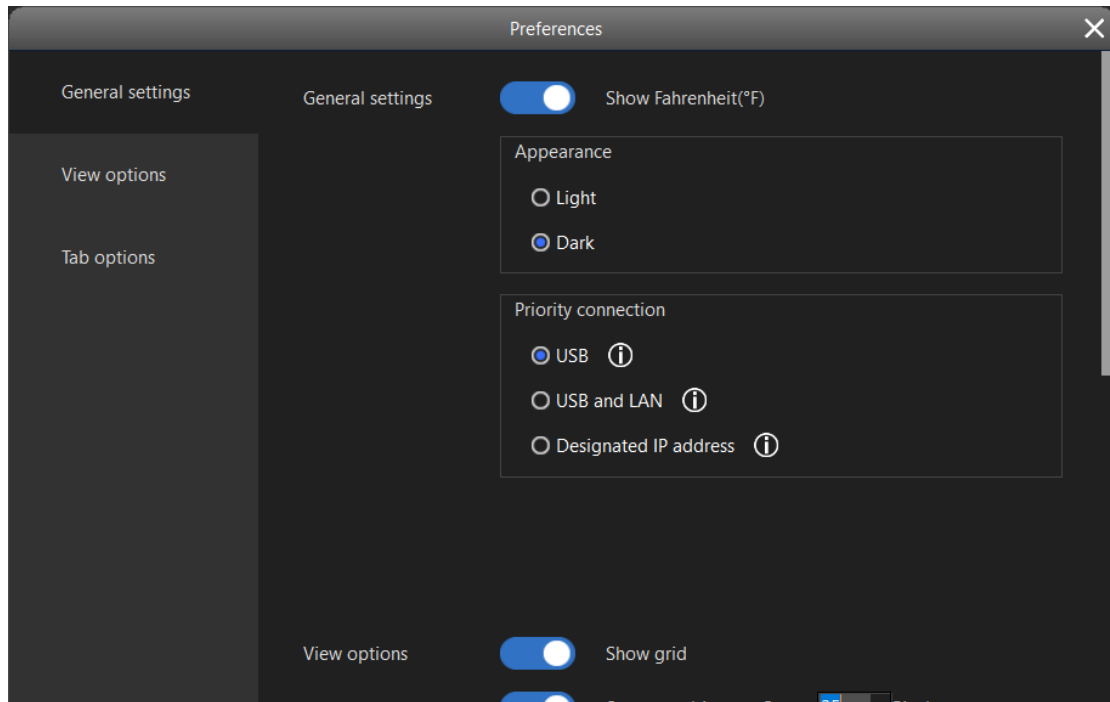 Preferences
General settings
View options
Tab options
General settings
Show Fahrenheit(°F)
Appearance
Light
Dark
Priority connection
USB
USB and LAN
Designated IP address
View options
Show grid